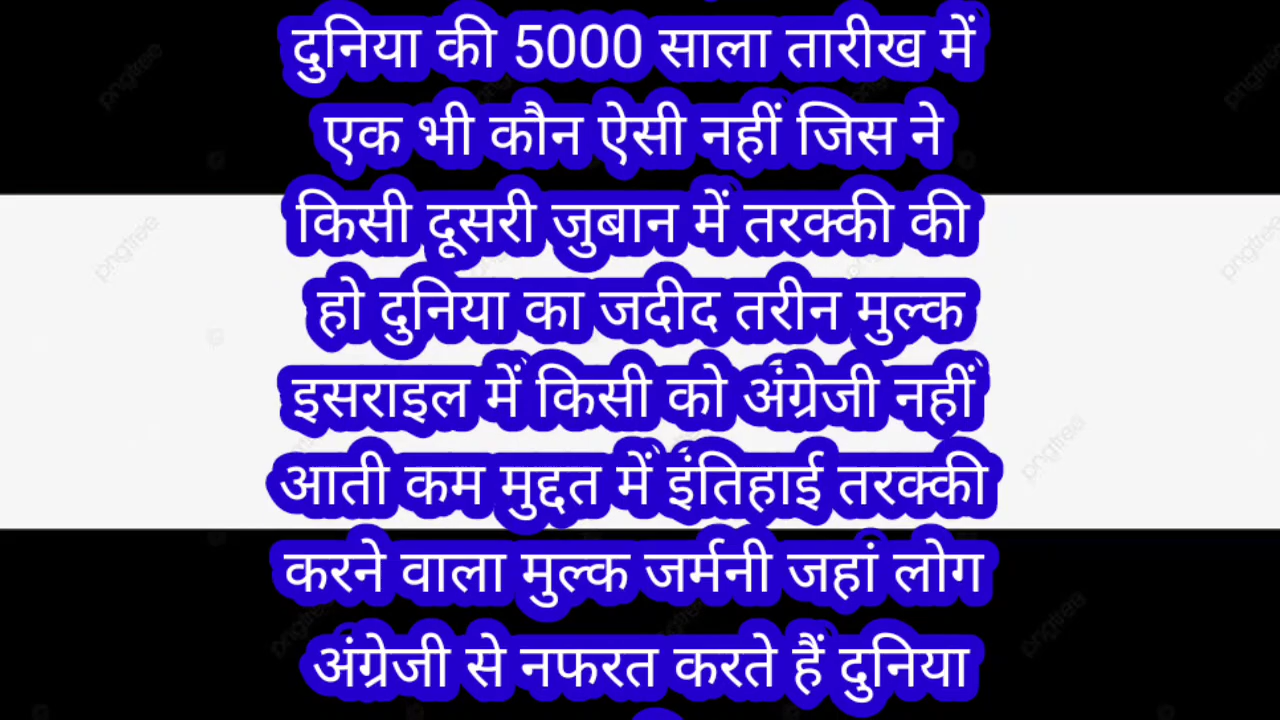 दुनिया की 5000 साला तारीख में
एक भी कौन ऐसी नहीं जिस ने
किसी दूसरी जुबान में तरक्की की
हो दुनिया का जदीद तरीन मुल्क
इसराइल में किसी को अंग्रेजी नहीं
आती कम मुद्दत में इंतिहाई तरक्की
करने वाला मुल्क जर्मनी जहां लोग
अंग्रेजी से नफरत करते हैं दुनिया